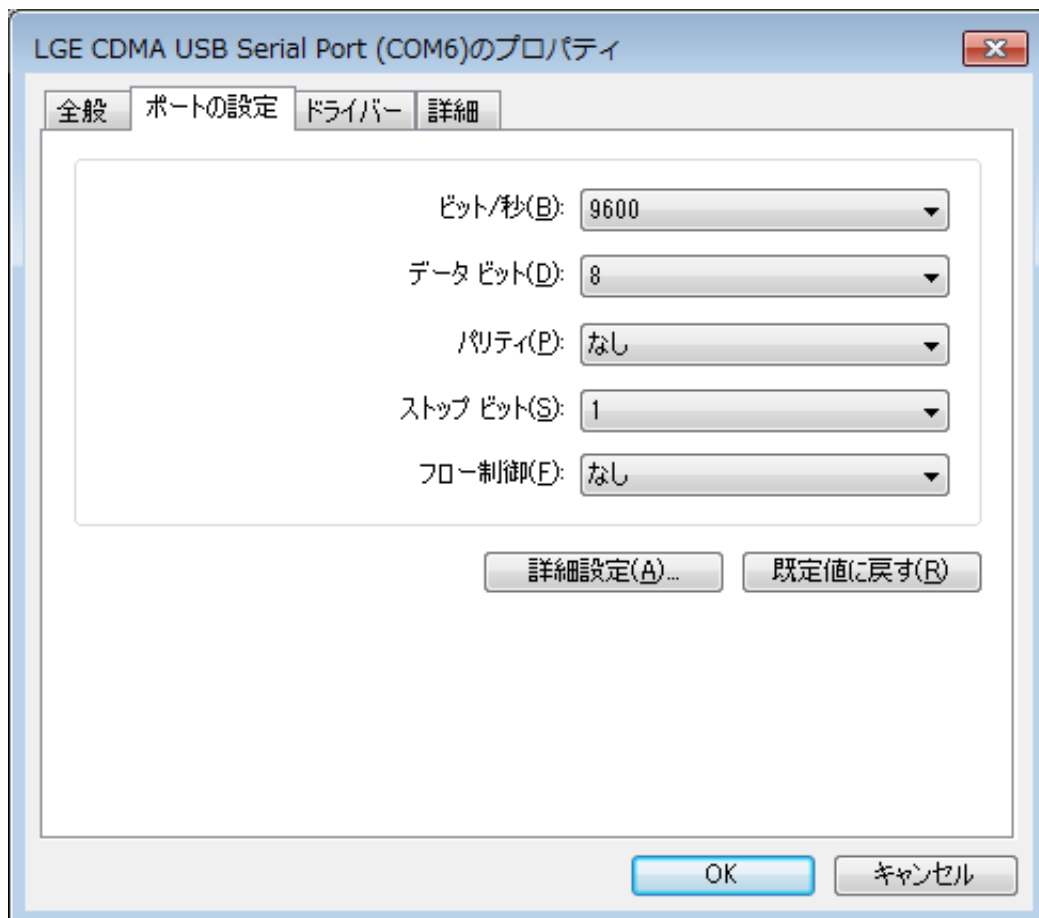 LGE CDMA USB Serial Port (COM6)のプロパティ
全般 ポートの設定 ドライバー 詳細
ビット/秒(B): 9600
データ ビット(D): 8
パリティ(P): なし
ストップ ビット(S): 1
フロー制御(F): なし
詳細設定(A)... 既定値に戻す(R)
OK キャンセル